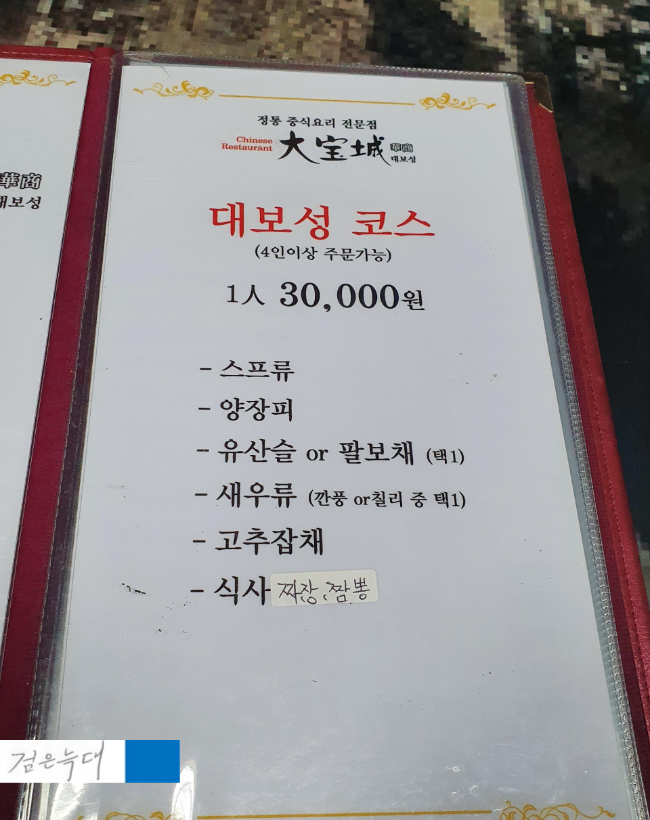 華商
대보성
정통 중식요리 전문점
Chinese
Restaurant
大宝城 華商
대보성
대보성 코스
(4인이상 주문가능)
1人 30,000원
- 스프류
- 양장피
- 유산슬 or 팔보채 (택1)
- 새우류 (깐풍 or칠리 중 택1)
- 고추잡채
- 식사 짜장, 짬뽕
검은늑대